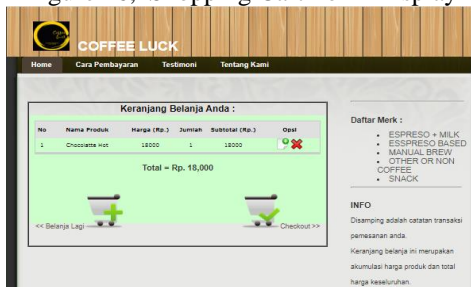 COFFEE LUCK
Home Cara Pembayaran Testimoni Tentang Kami
Keranjang Belanja Anda :
No Nama Produk Harga (Rp.) Jumlah Subtotal (Rp.) Opsi
1 Chocolatte Hot 18000 1 18000
Total = Rp. 18,000
<< Belanja Lagi
Checkout >>
Daftar Merk :
ESPRESO + MILK
ESSPRESO BASED
MANUAL BREW
OTHER OR NON
COFFEE
SNACK
INFO
Disamping adalah catatan transaksi
pemesanan anda.
Keranjang belanja ini merupakan
akumulasi harga produk dan total
harga keseluruhan.